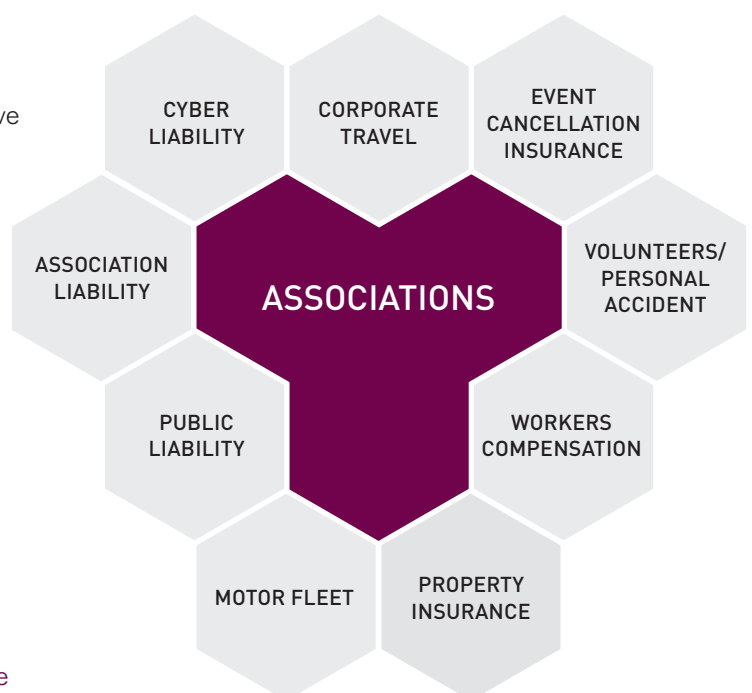 ve
CYBER
LIABILITY
CORPORATE
TRAVEL
EVENT
CANCELLATION
INSURANCE
ASSOCIATION
LIABILITY
ASSOCIATIONS
VOLUNTEERS/
PERSONAL
ACCIDENT
PUBLIC
LIABILITY
WORKERS
COMPENSATION
MOTOR FLEET
PROPERTY
INSURANCE
e